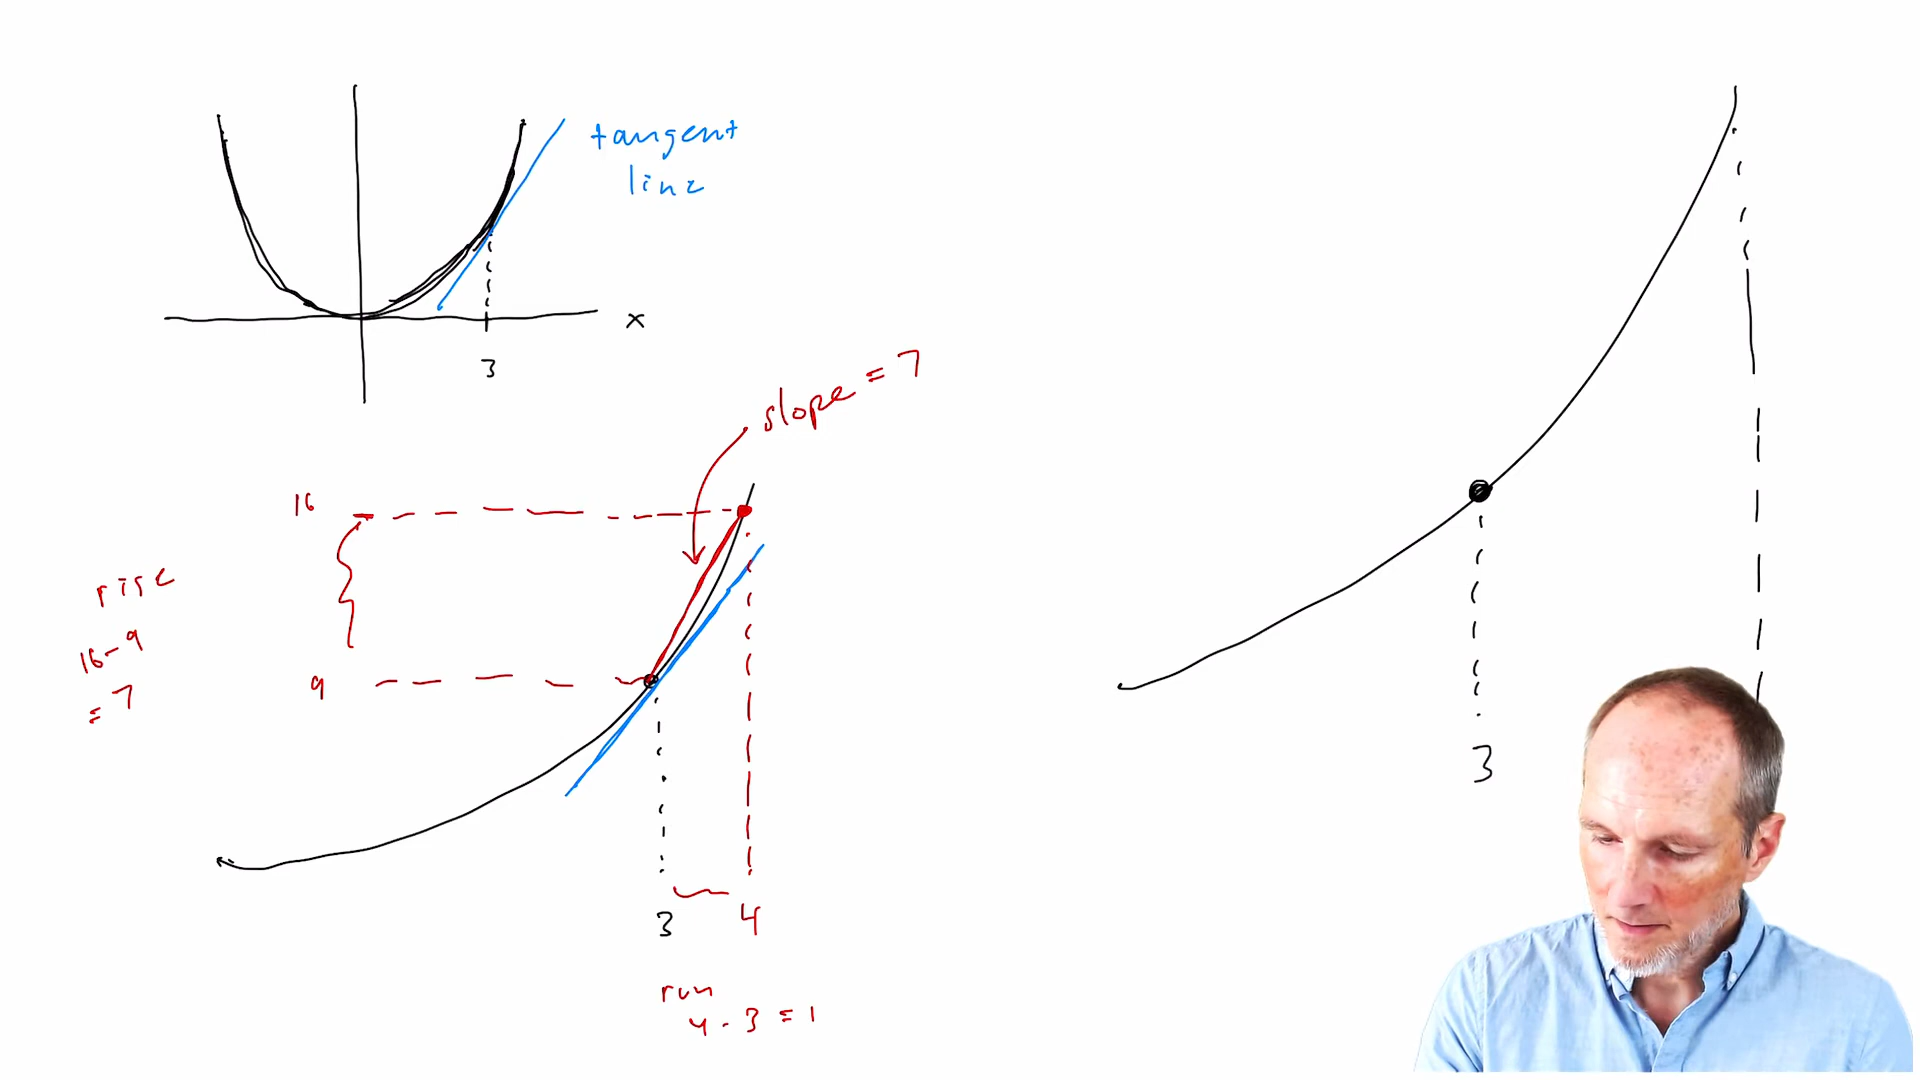 tangent
line
x
3
slope = 7
16
rise
16-9
= 7
9
3
4
run
4 - 3 = 1
3